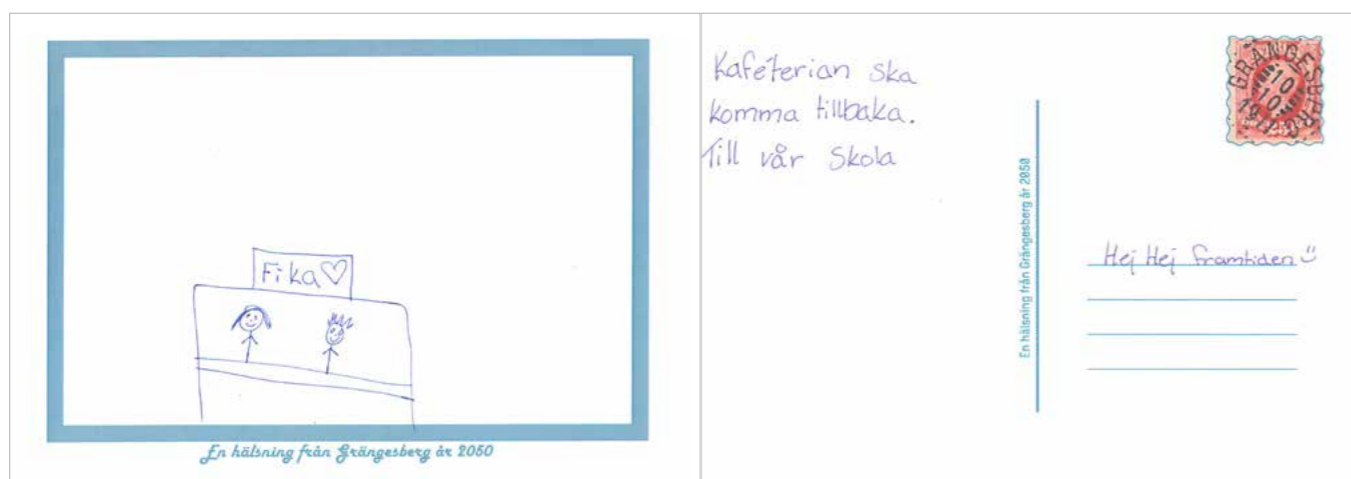 Fika♡
En hälsning från Grängesberg år 2050
Kafeterian ska
komma tillbaka.
Till vår skola
En hälsning från Grängesberg år 2050
GRÄNGESBERG
10
10
Hej Hej framtiden